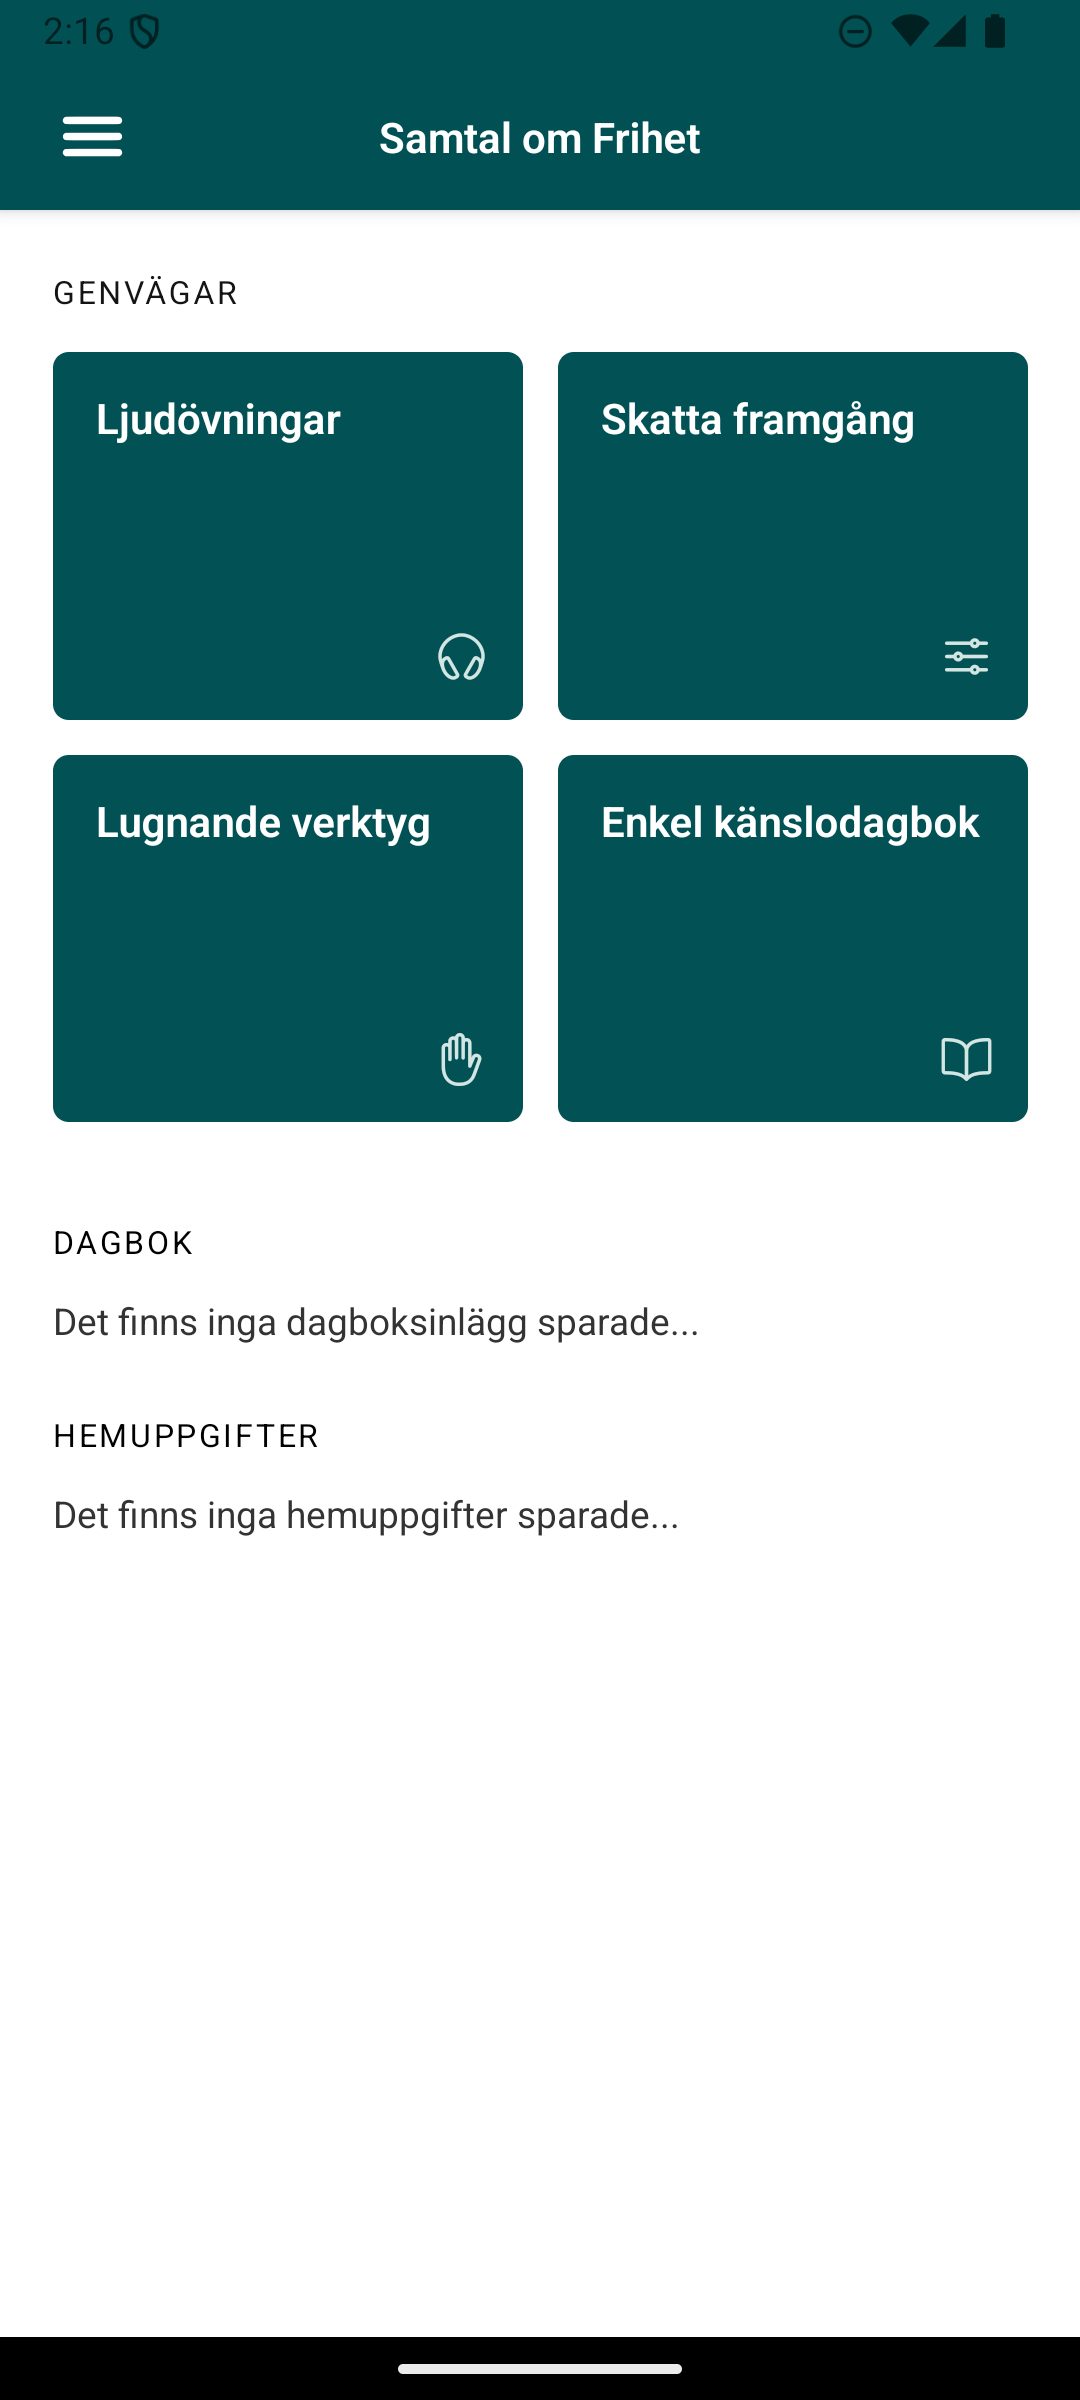 2:16
Samtal om Frihet
GENVÄGAR
Ljudövningar
Skatta framgång
Lugnande verktyg
Enkel känslodagbok
DAGBOK
Det finns inga dagboksinlägg sparade...
HEMUPPGIFTER
Det finns inga hemuppgifter sparade...